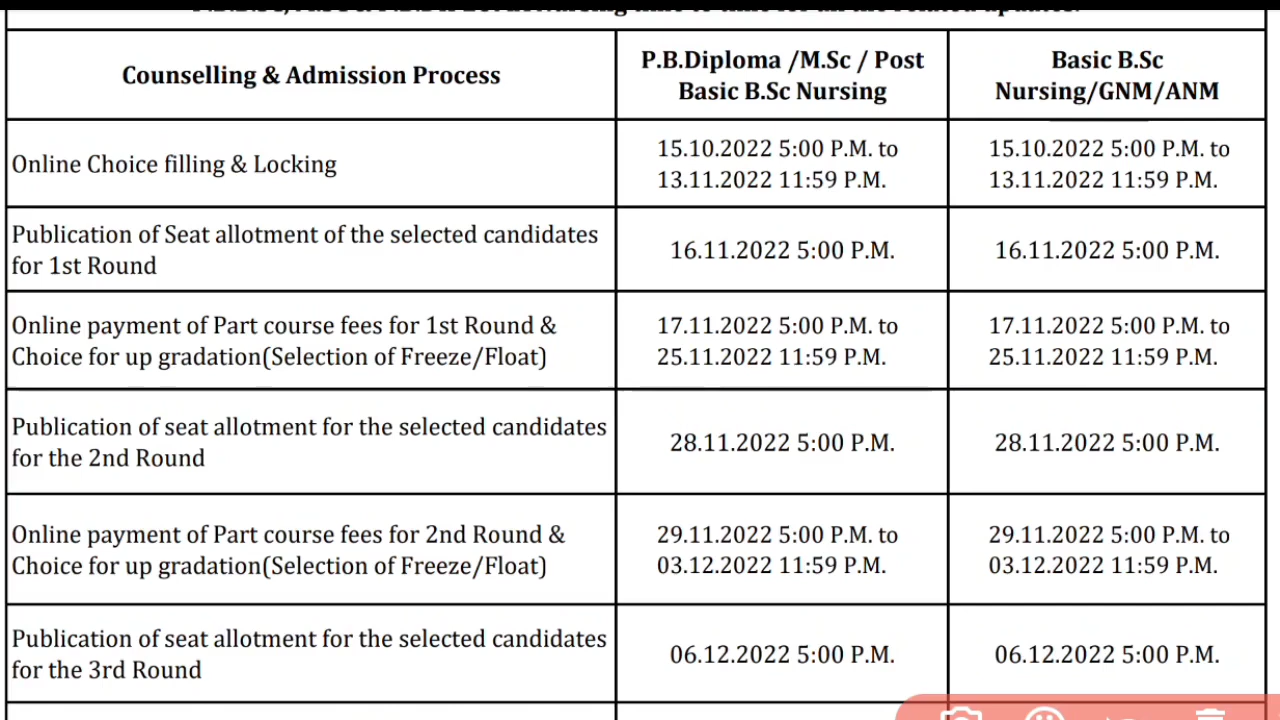 Counselling & Admission Process
P.B.Diploma /M.Sc / Post
Basic B.Sc Nursing
Basic B.Sc
Nursing/GNM/ANM
Online Choice filling & Locking
15.10.2022 5:00 P.M. to
13.11.2022 11:59 P.M.
15.10.2022 5:00 P.M. to
13.11.2022 11:59 P.M.
Publication of Seat allotment of the selected candidates
for 1st Round
16.11.2022 5:00 P.M.
16.11.2022 5:00 P.M.
Online payment of Part course fees for 1st Round &
Choice for up gradation(Selection of Freeze/Float)
17.11.2022 5:00 P.M. to
25.11.2022 11:59 P.M.
17.11.2022 5:00 P.M. to
25.11.2022 11:59 P.M.
Publication of seat allotment for the selected candidates
for the 2nd Round
28.11.2022 5:00 P.M.
28.11.2022 5:00 P.M.
Online payment of Part course fees for 2nd Round &
Choice for up gradation(Selection of Freeze/Float)
29.11.2022 5:00 P.M. to
03.12.2022 11:59 P.M.
29.11.2022 5:00 P.M. to
03.12.2022 11:59 P.M.
Publication of seat allotment for the selected candidates
for the 3rd Round
06.12.2022 5:00 P.M.
06.12.2022 5:00 P.M.